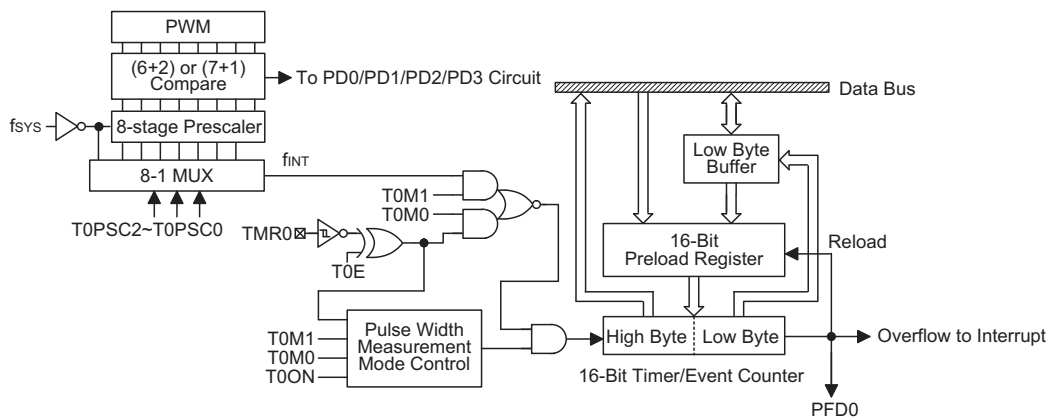 PWM
(6+2) or (7+1)
Compare
To PD0/PD1/PD2/PD3 Circuit
Data Bus
fSYS
8-stage Prescaler
Low Byte
Buffer
8-1 MUX
fINT
T0M1
T0M0
T0PSC2~T0PSC0
TMR0
T0E
16-Bit
Preload Register
Reload
T0M1
T0M0
T0ON
Pulse Width
Measurement
Mode Control
High Byte
Low Byte
Overflow to Interrupt
16-Bit Timer/Event Counter
PFD0